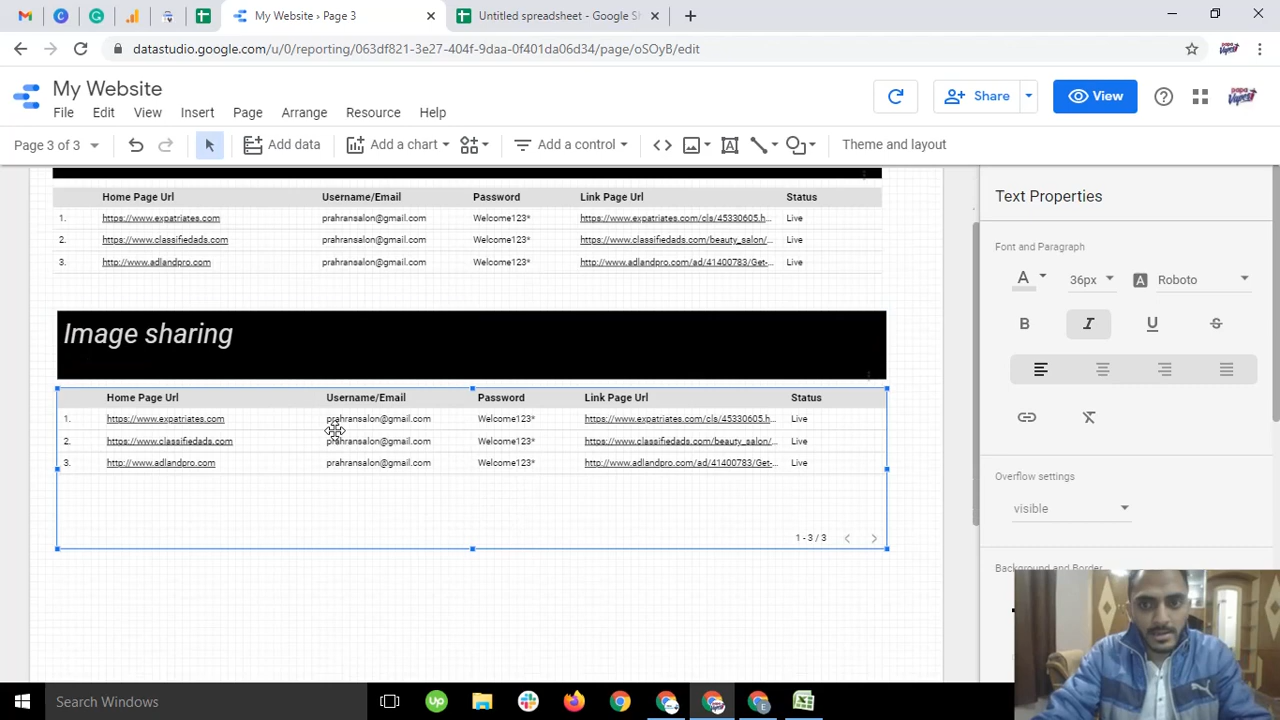 My Website › Page 3
Untitled spreadsheet - Google Sh
datastudio.google.com/u/0/reporting/063df821-3e27-404f-9daa-0f401da06d34/page/oSOyB/edit
My Website
File Edit View Insert Page Arrange Resource Help
Share
View
Page 3 of 3
Add data
Add a chart
Add a control
Theme and layout
Home Page Url Username/Email Password Link Page Url Status
1. https://www.expatriates.com prahransalon@gmail.com Welcome123* https://www.expatriates.com/cls/45330605.h... Live
2. https://www.classifiedads.com prahransalon@gmail.com Welcome123* https://www.classifiedads.com/beauty_salon/... Live
3. http://www.adlandpro.com prahransalon@gmail.com Welcome123* http://www.adlandpro.com/ad/41400783/Get-... Live
Image sharing
Home Page Url Username/Email Password Link Page Url Status
1. https://www.expatriates.com prahransalon@gmail.com Welcome123* https://www.expatriates.com/cls/45330605.h... Live
2. https://www.classifiedads.com prahransalon@gmail.com Welcome123* https://www.classifiedads.com/beauty_salon/... Live
3. http://www.adlandpro.com prahransalon@gmail.com Welcome123* http://www.adlandpro.com/ad/41400783/Get-... Live
1 - 3 / 3
Text Properties
Font and Paragraph
A 36px A Roboto
B I U S
Overflow settings
visible
Background and Border
Search Windows